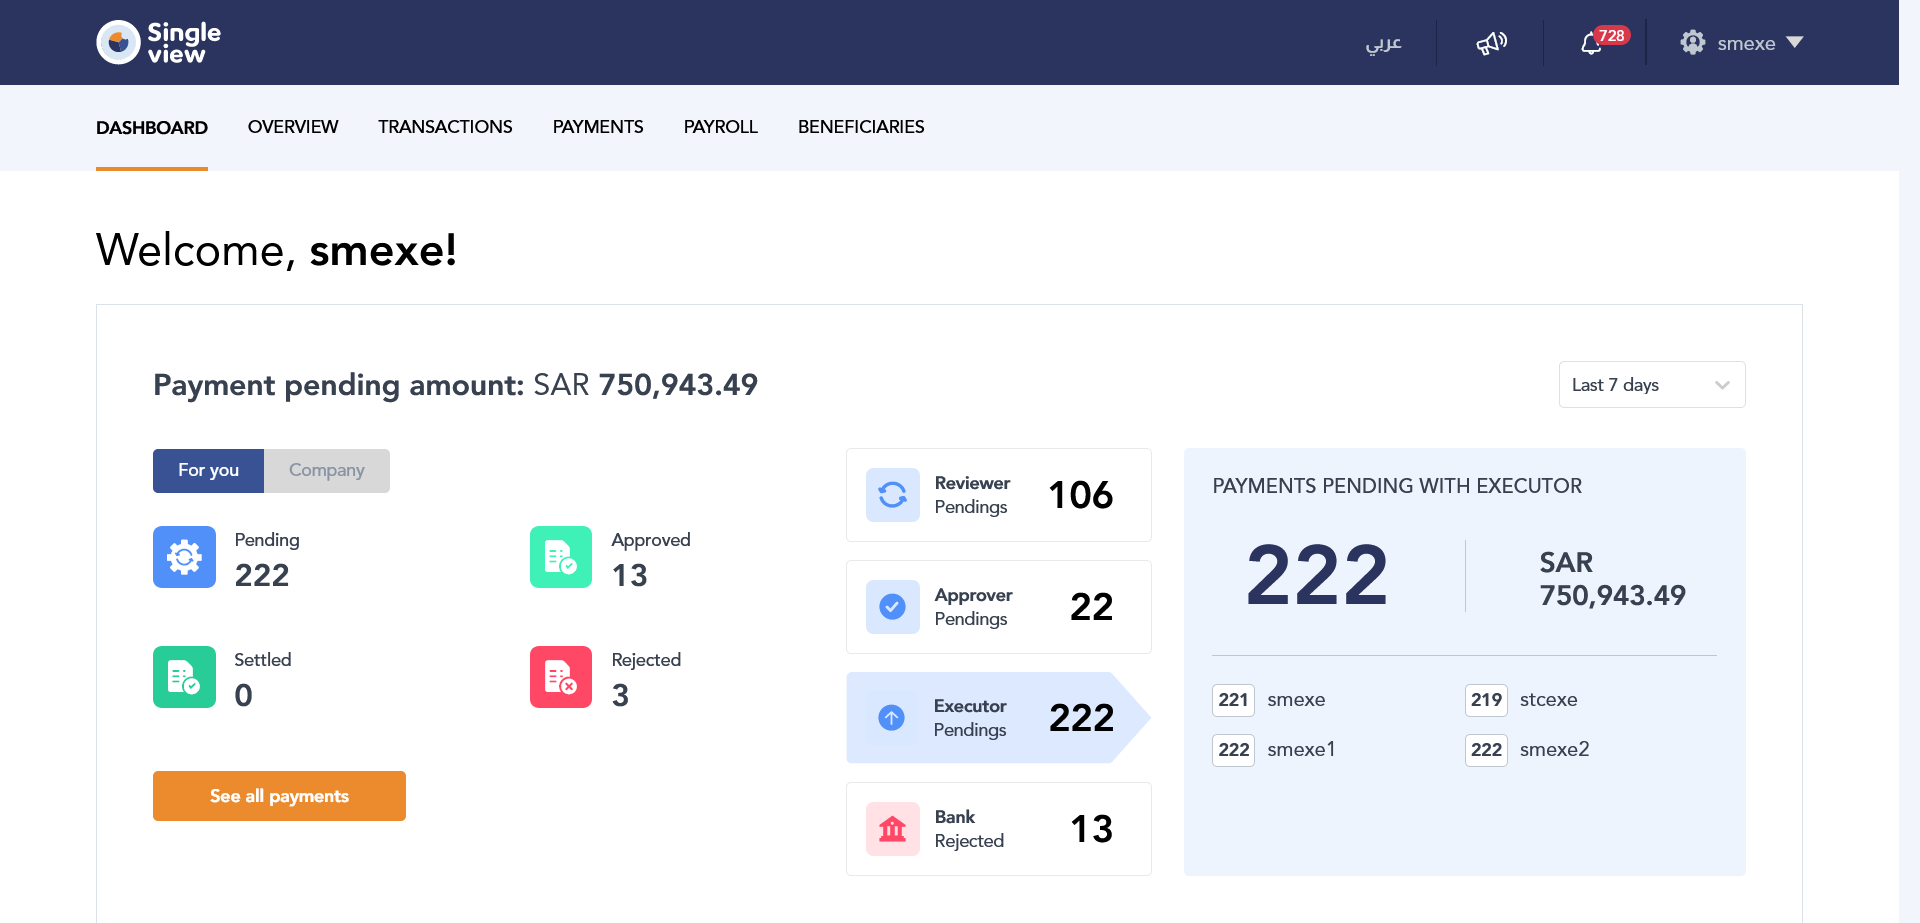 Single
view
عربي
728
smexe
DASHBOARD
OVERVIEW
TRANSACTIONS
PAYMENTS
PAYROLL
BENEFICIARIES
Welcome, smexe!
Payment pending amount: SAR 750,943.49
Last 7 days
For you
Company
Pending
222
Approved
13
Settled
0
Rejected
3
See all payments
Reviewer
Pendings
106
Approver
Pendings
22
Executor
Pendings
222
Bank
Rejected
13
PAYMENTS PENDING WITH EXECUTOR
222
SAR
750,943.49
221 smexe
219 stcexe
222 smexe1
222 smexe2